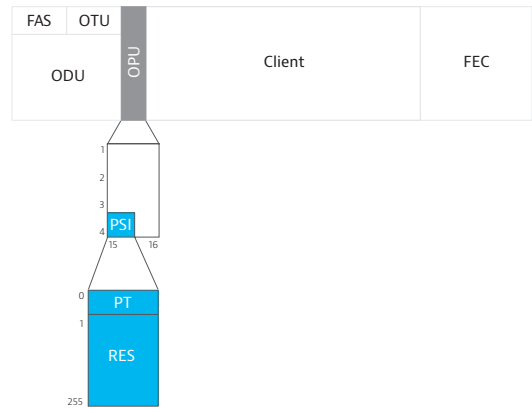 FAS OTU
ODU
OPU
Client
FEC
1
2
3
4
PSI
15 16
0
PT
1
RES
255